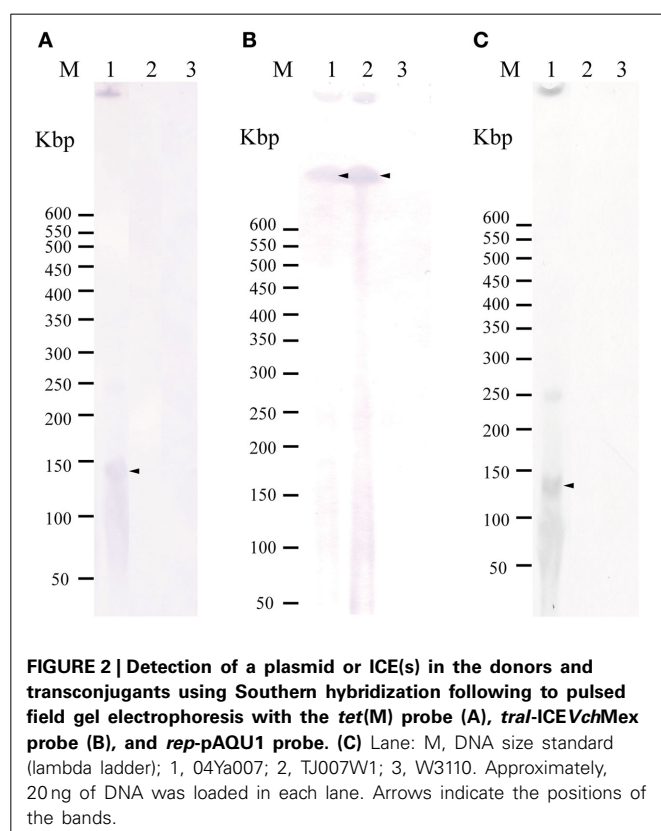 A
M 1 2 3
Kbp
600
550
500
450
400
350
300
250
200
150
100
50
B
M 1 2 3
Kbp
600
550
500
450
400
350
300
250
200
150
100
50
C
M 1 2 3
Kbp
600
550
500
450
400
350
300
250
200
150
100
50
FIGURE 2 | Detection of a plasmid or ICE(s) in the donors and
transconjugants using Southern hybridization following to pulsed
field gel electrophoresis with the tet(M) probe (A), traI-ICEVchMex
probe (B), and rep-pAQU1 probe. (C) Lane: M, DNA size standard
(lambda ladder); 1, 04Ya007; 2, TJ007W1; 3, W3110. Approximately,
20 ng of DNA was loaded in each lane. Arrows indicate the positions of
the bands.